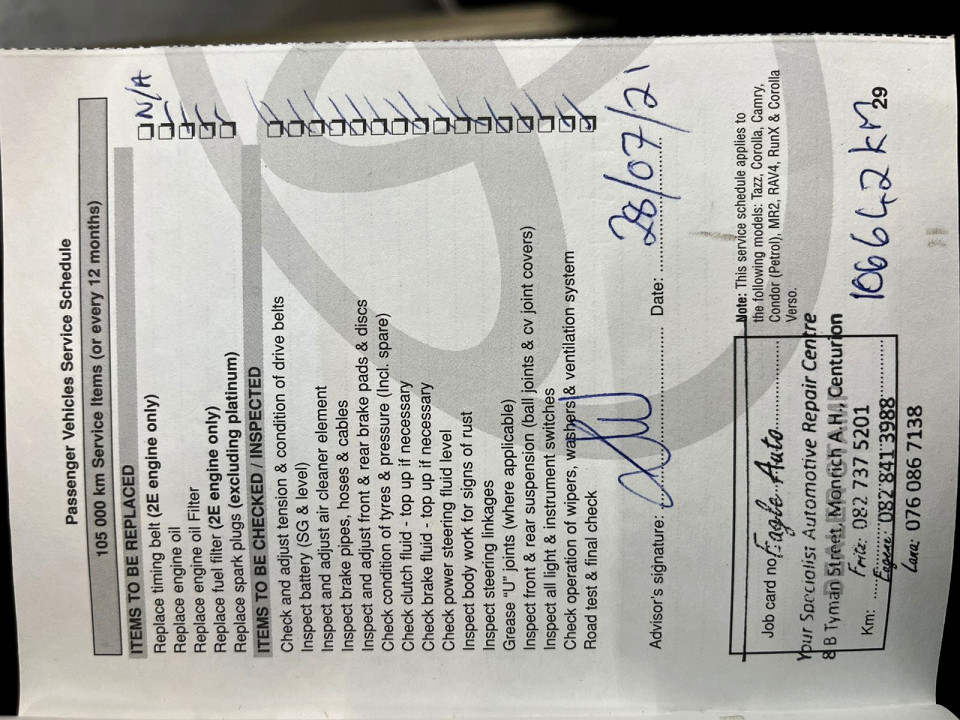 Passenger Vehicles Service Schedule
105 000 km Service Items (or every 12 months)
ITEMS TO BE REPLACED
Replace timing belt (2E engine only) N/A
Replace engine oil
Replace engine oil Filter
Replace fuel filter (2E engine only)
Replace spark plugs (excluding platinum)
ITEMS TO BE CHECKED / INSPECTED
Check and adjust tension & condition of drive belts
Inspect battery (SG & level)
Inspect and adjust air cleaner element
Inspect brake pipes, hoses & cables
Inspect and adjust front & rear brake pads & discs
Check condition of tyres & pressure (Incl. spare)
Check clutch fluid - top up if necessary
Check brake fluid - top up if necessary
Check power steering fluid level
Inspect body work for signs of rust
Inspect steering linkages
Grease "U" joints (where applicable)
Inspect front & rear suspension (ball joints & cv joint covers)
Inspect all light & instrument switches
Check operation of wipers, washers & ventilation system
Road test & final check
Advisor's signature: Date: 28/07/21
Job card no Eagle Auto
Your Specialist Automotive Repair Centre
8 B Tyman Street, Monrich A.H. Centurion
Frits: 082 737 5201
Km: Eugene: 082 841 3988
Lara: 076 086 7138
Note: This service schedule applies to
the following models: Tazz, Corolla, Camry,
Condor (Petrol), MR2, RAV4, RunX & Corolla
Verso.
106642 km
29